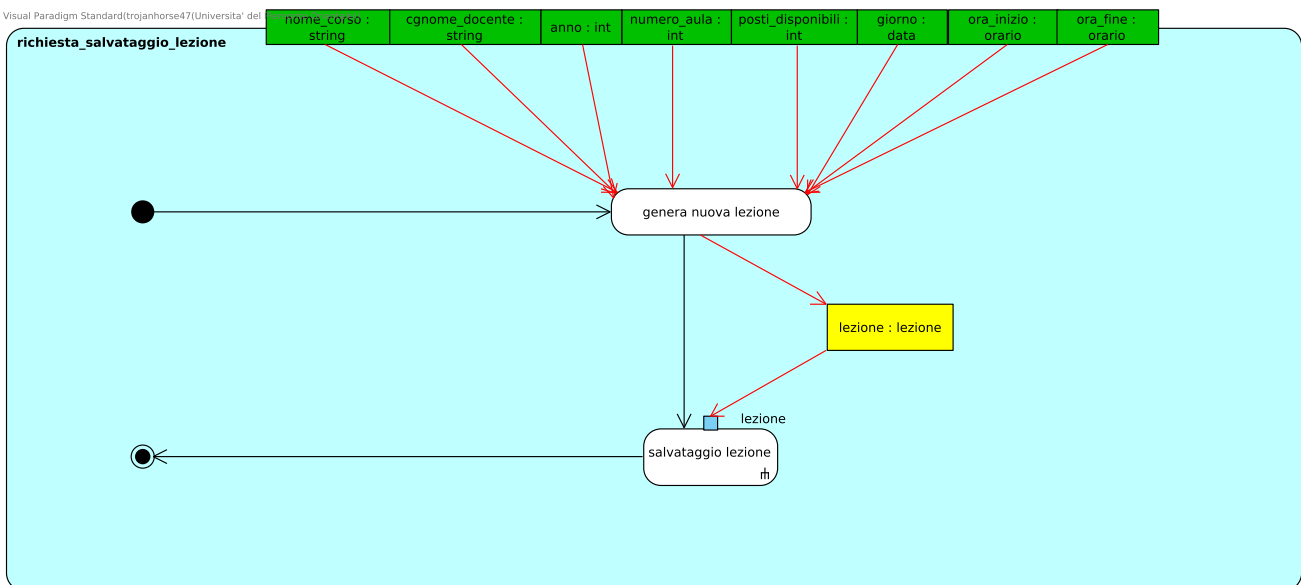 Visual Paradigm Standard(trojanhorse47(Universita' del
nome_corso :
string
cgnome_docente :
string
anno : int
numero_aula :
int
posti_disponibili :
int
giorno :
data
ora_inizio :
orario
ora_fine :
orario
richiesta_salvataggio_lezione
genera nuova lezione
lezione : lezione
lezione
salvataggio lezione